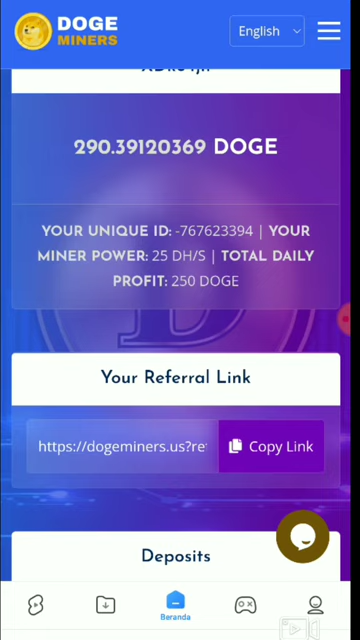 DOGE
MINERS
English
290.39120369 DOGE
YOUR UNIQUE ID: -767623394 | YOUR
MINER POWER: 25 DH/S | TOTAL DAILY
PROFIT: 250 DOGE
Your Referral Link
https://dogeminers.us?re
Copy Link
Deposits
Beranda